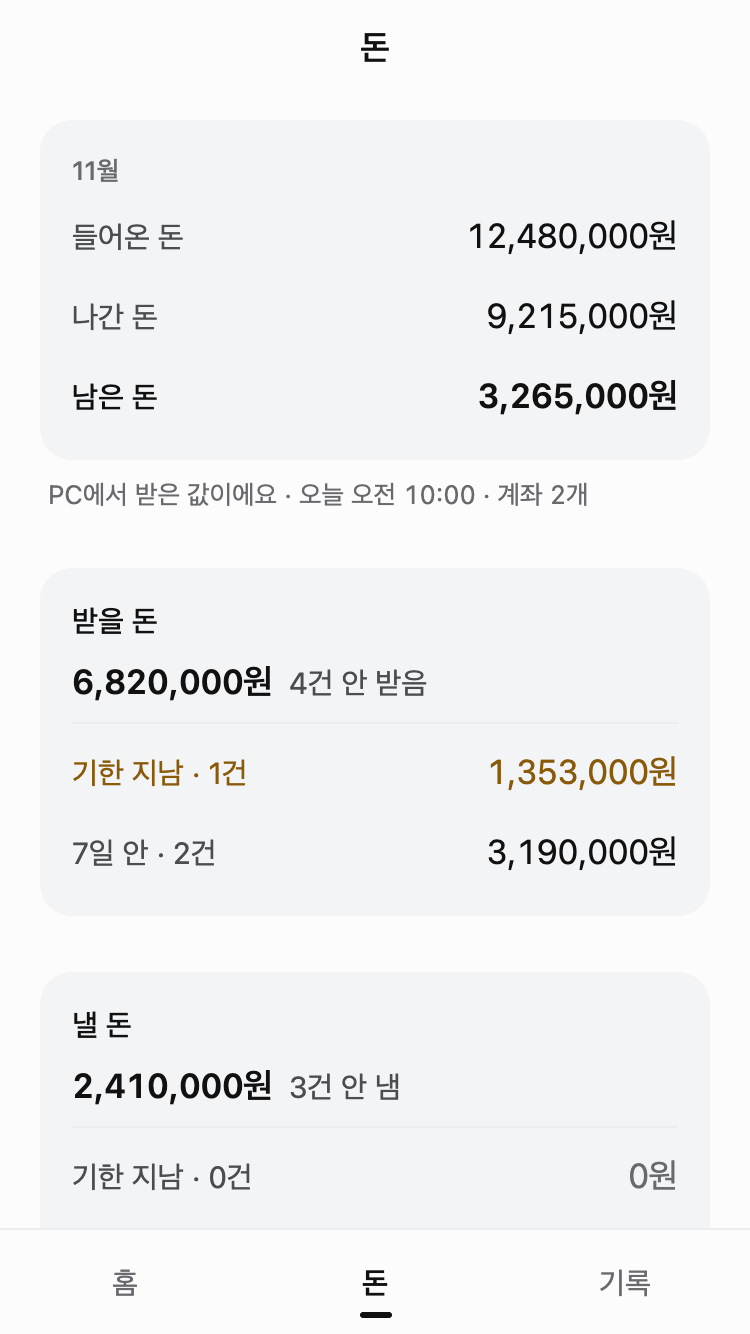 돈
11월
들어온 돈 12,480,000원
나간 돈 9,215,000원
남은 돈 3,265,000원
PC에서 받은 값이에요 · 오늘 오전 10:00 · 계좌 2개
받을 돈
6,820,000원 4건 안 받음
기한 지남 · 1건 1,353,000원
7일 안 · 2건 3,190,000원
낼 돈
2,410,000원 3건 안 냄
기한 지남 · 0건 0원
홈 돈 기록